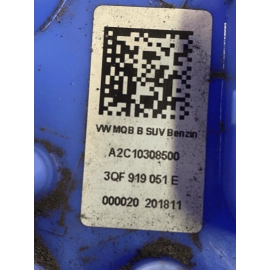 VW MQB B SUV Benzin
A2C10308500
3QF 919 051 E
000020 201811